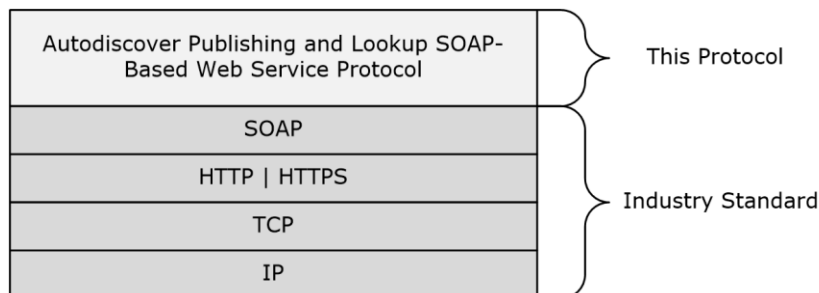 Autodiscover Publishing and Lookup SOAP-
Based Web Service Protocol
This Protocol
SOAP
HTTP | HTTPS
TCP
IP
Industry Standard